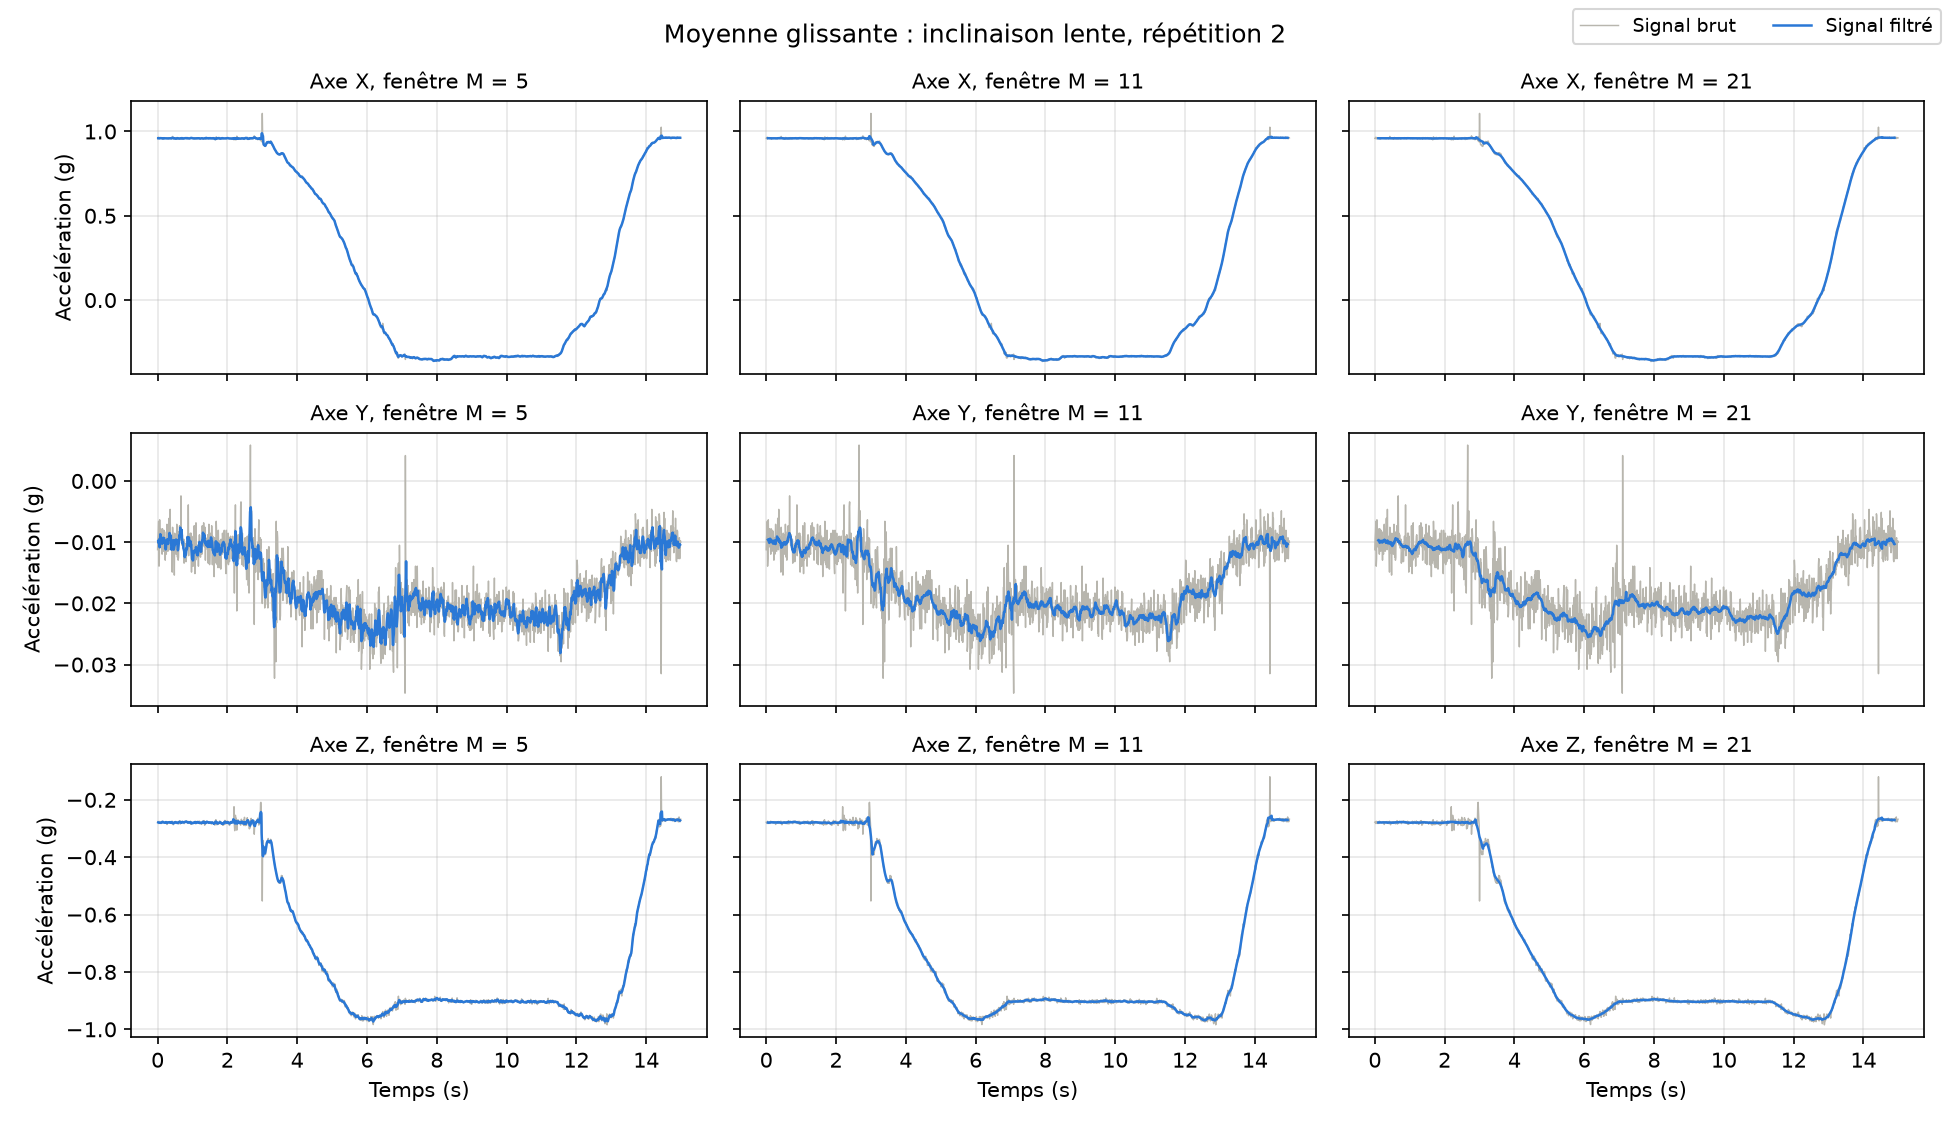 Moyenne glissante : inclinaison lente, répétition 2
Signal brut
Signal filtré
Axe X, fenêtre M = 5
Axe X, fenêtre M = 11
Axe X, fenêtre M = 21
Accélération (g)
1.0
0.5
0.0
Axe Y, fenêtre M = 5
Axe Y, fenêtre M = 11
Axe Y, fenêtre M = 21
Accélération (g)
0.00
−0.01
−0.02
−0.03
Axe Z, fenêtre M = 5
Axe Z, fenêtre M = 11
Axe Z, fenêtre M = 21
Accélération (g)
−0.2
−0.4
−0.6
−0.8
−1.0
0 2 4 6 8 10 12 14
0 2 4 6 8 10 12 14
0 2 4 6 8 10 12 14
Temps (s)
Temps (s)
Temps (s)